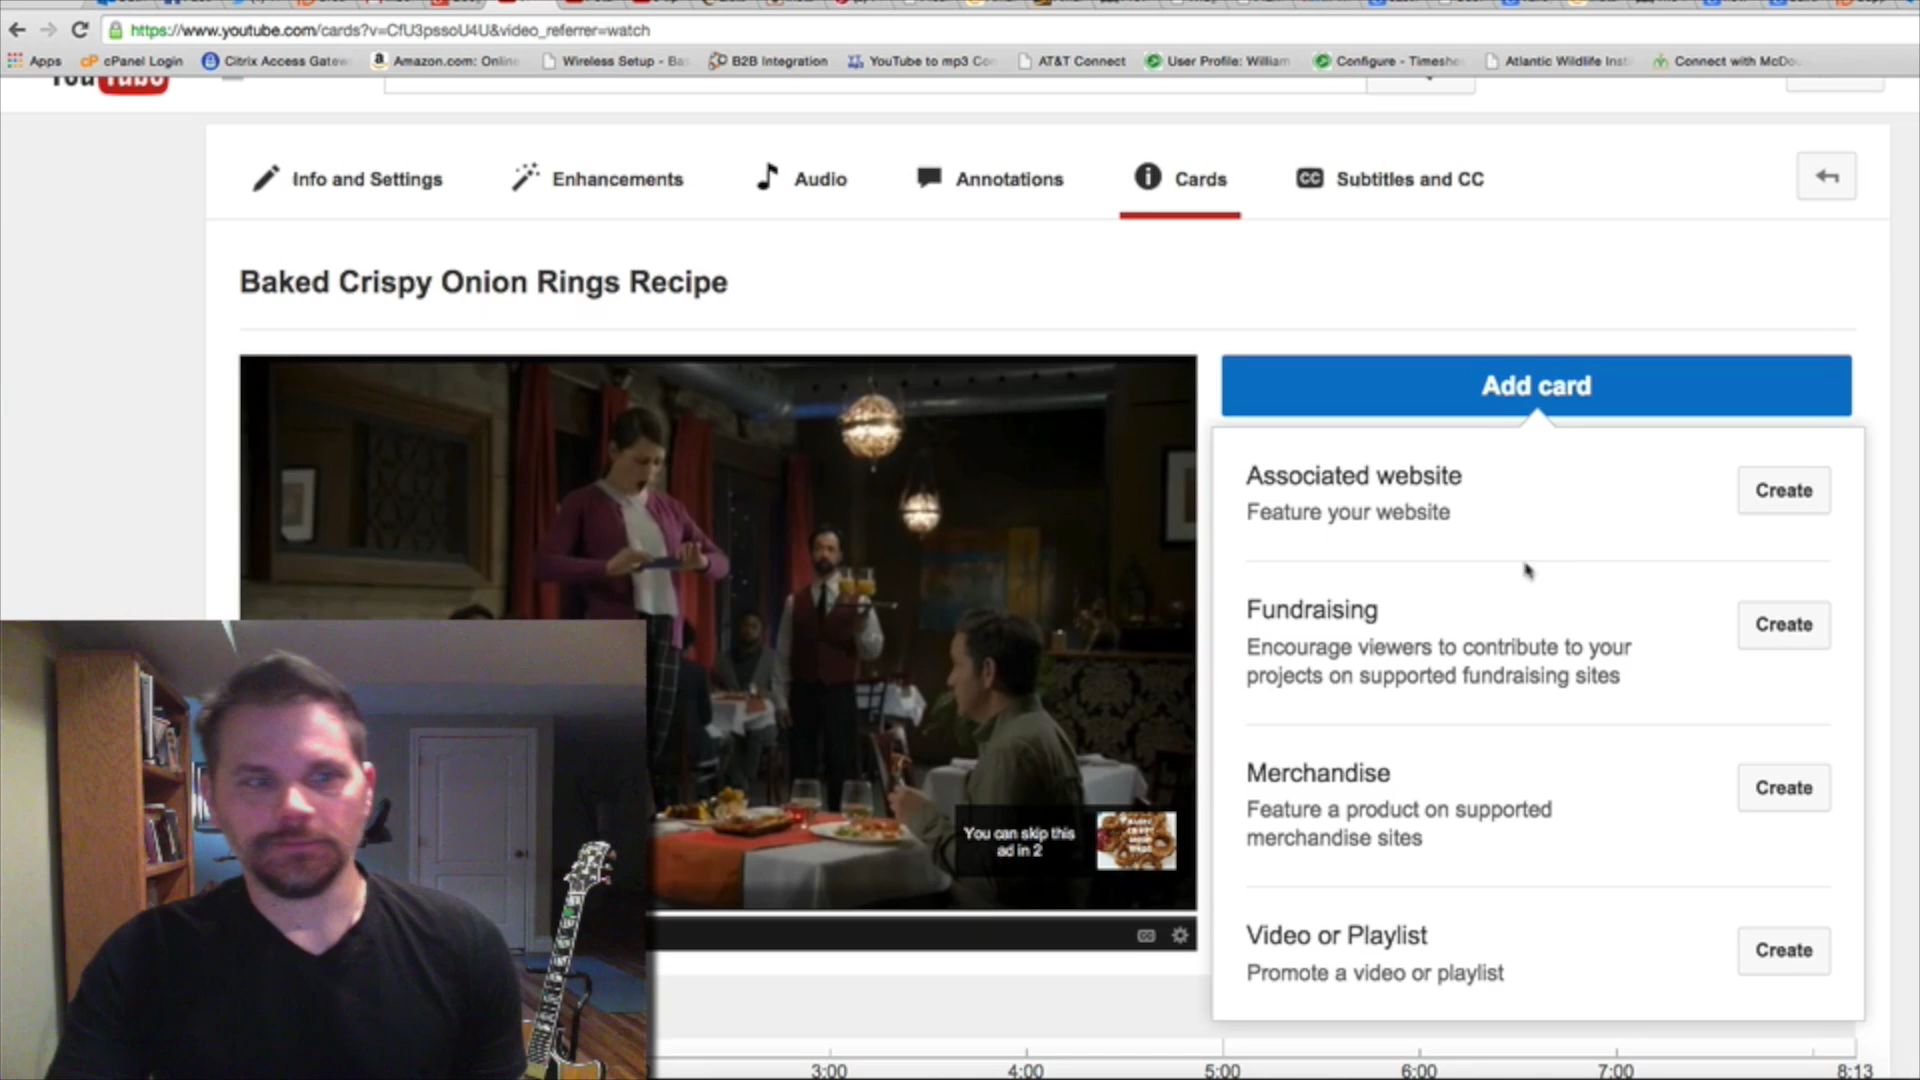 https://www.youtube.com/cards?v=CfU3pssoU4U&video_referrer=watch
Apps cPanel Login Citrix Access Gatew Amazon.com: Onlin Wireless Setup - Ba B2B Integration YouTube to mp3 Co AT&T Connect User Profile: William Configure - Timeshe Atlantic Wildlife Inst Connect with McDo
You Tube
Info and Settings Enhancements Audio Annotations Cards CC Subtitles and CC
Baked Crispy Onion Rings Recipe
Add card
Associated website
Feature your website
Create
Fundraising
Encourage viewers to contribute to your
projects on supported fundraising sites
Create
Merchandise
Feature a product on supported
merchandise sites
Create
Video or Playlist
Promote a video or playlist
Create
You can skip this
ad in 2
3:00 4:00 5:00 6:00 7:00 8:13